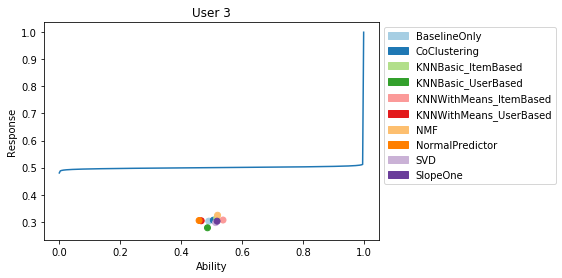 User 3
1.0
0.9
0.8
0.7
0.6
0.5
0.4
0.3
Response
0.0 0.2 0.4 0.6 0.8 1.0
Ability
BaselineOnly
CoClustering
KNNBasic_ItemBased
KNNBasic_UserBased
KNNWithMeans_ItemBased
KNNWithMeans_UserBased
NMF
NormalPredictor
SVD
SlopeOne